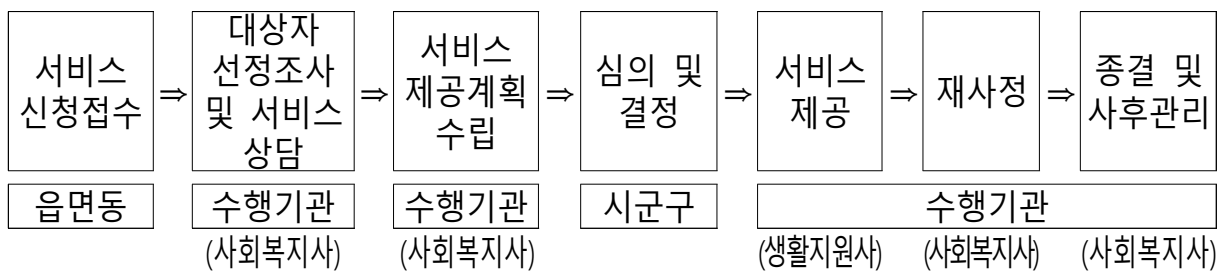 서비스
신청접수
⇒
대상자
선정조사
및 서비스
상담
⇒
서비스
제공계획
수립
⇒
심의 및
결정
⇒
서비스
제공
⇒
재사정
⇒
종결 및
사후관리
읍면동
수행기관
수행기관
시군구
수행기관
(사회복지사)
(사회복지사)
(생활지원사)
(사회복지사)
(사회복지사)